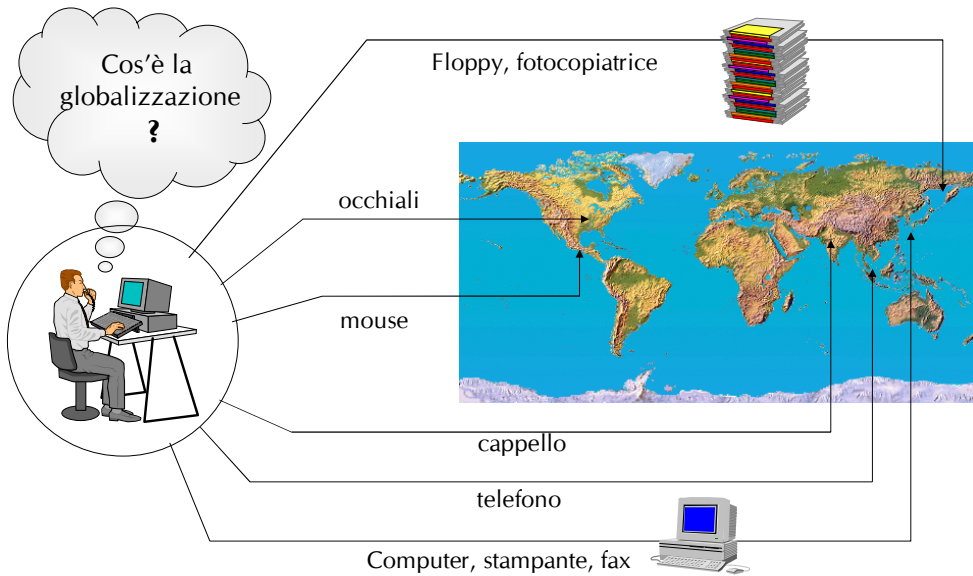 Cos'è la
globalizzazione
?
Floppy, fotocopiatrice
occhiali
mouse
cappello
telefono
Computer, stampante, fax